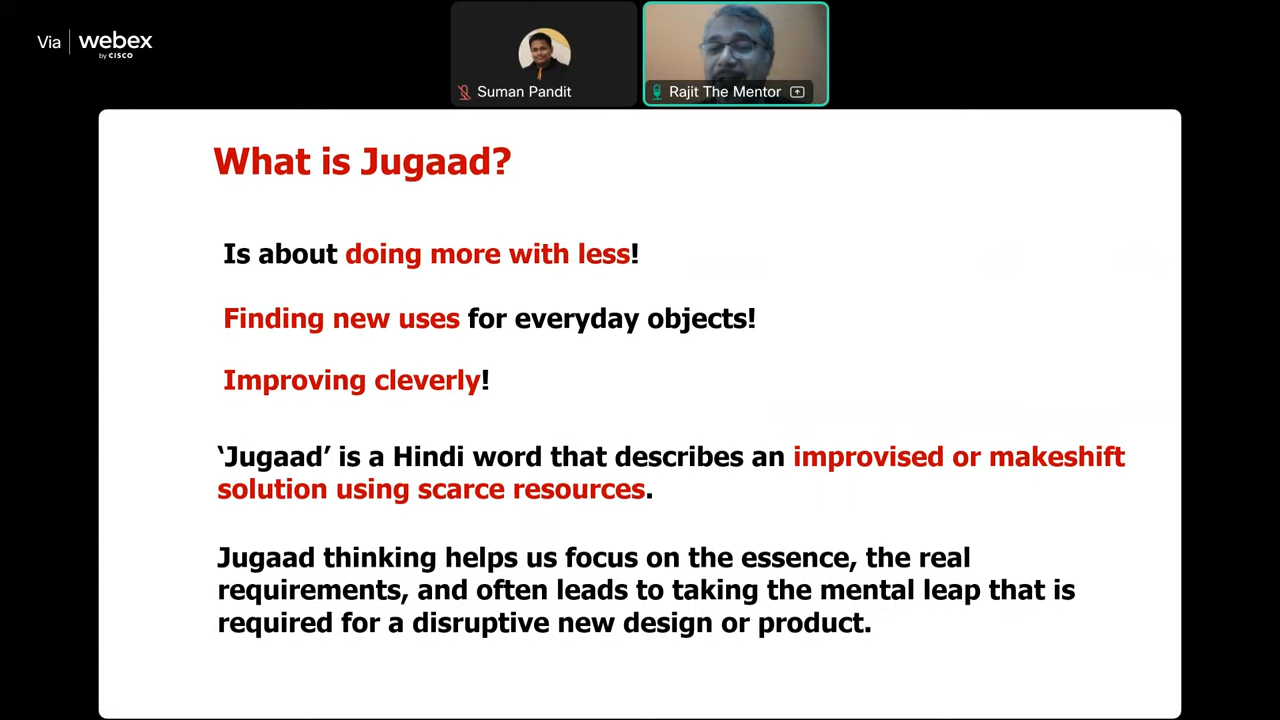 Via webex
by CISCO
Suman Pandit
Rajit The Mentor
What is Jugaad?
Is about doing more with less!
Finding new uses for everyday objects!
Improving cleverly!
‘Jugaad’ is a Hindi word that describes an improvised or makeshift
solution using scarce resources.
Jugaad thinking helps us focus on the essence, the real
requirements, and often leads to taking the mental leap that is
required for a disruptive new design or product.